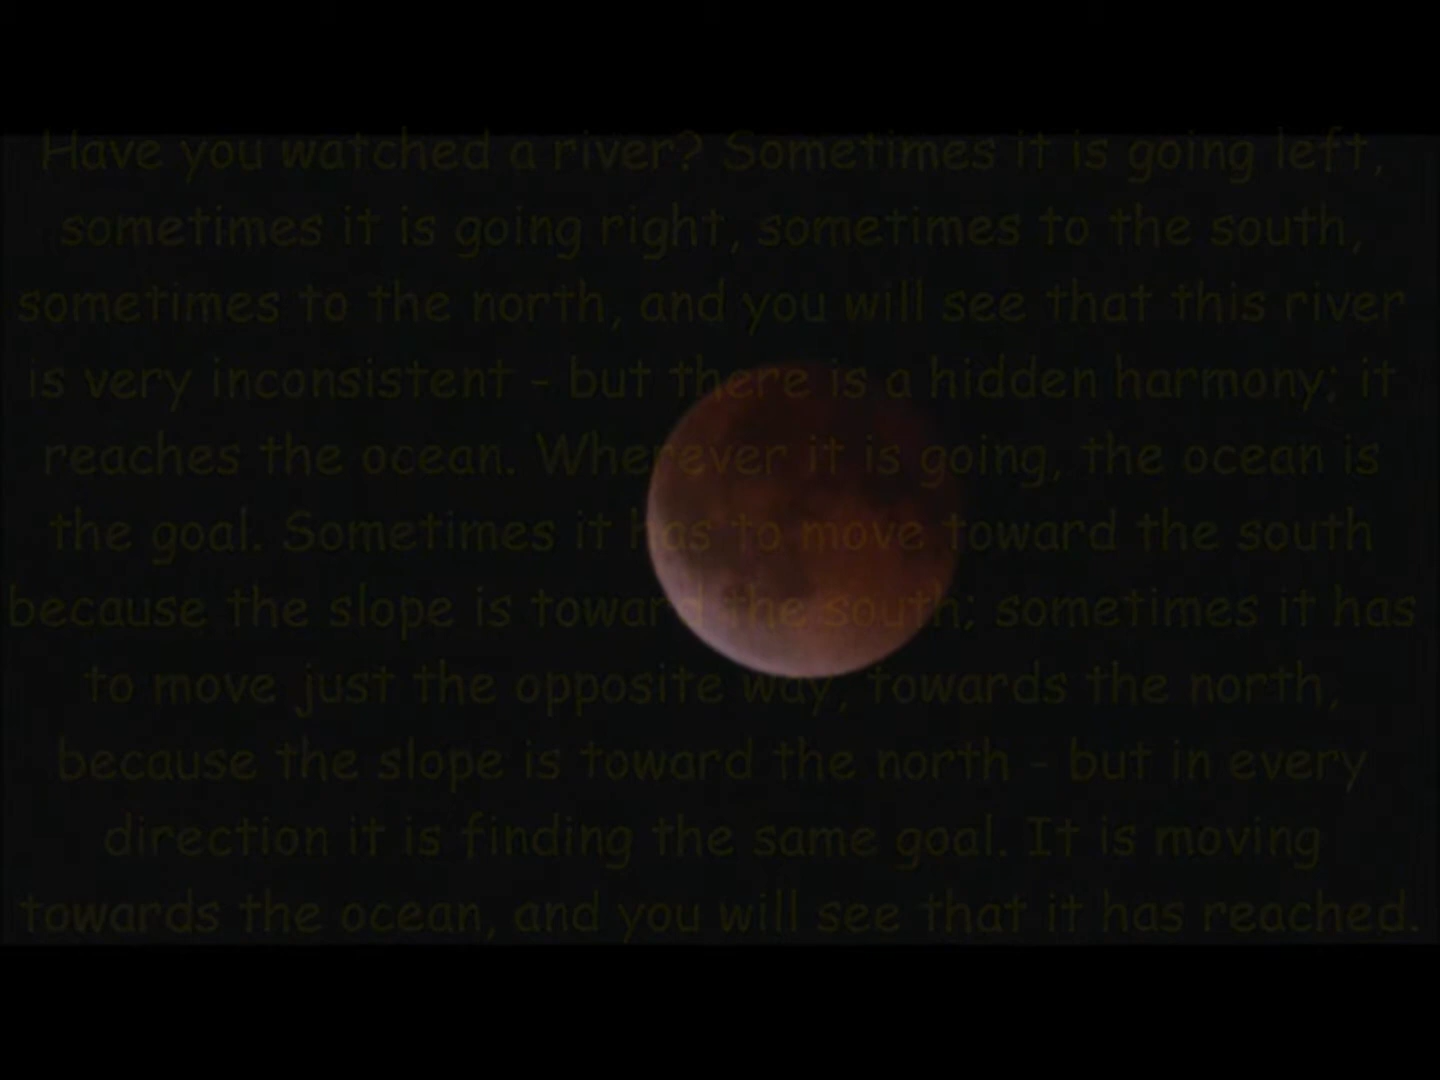 Have you watched a river? Sometimes it is going left,
sometimes it is going right, sometimes to the south,
sometimes to the north, and you will see that this river
is very inconsistent - but there is a hidden harmony; it
reaches the ocean. Wherever it is going, the ocean is
the goal. Sometimes it has to move toward the south
because the slope is toward the south; sometimes it has
to move just the opposite way, towards the north,
because the slope is toward the north - but in every
direction it is finding the same goal. It is moving
towards the ocean, and you will see that it has reached.